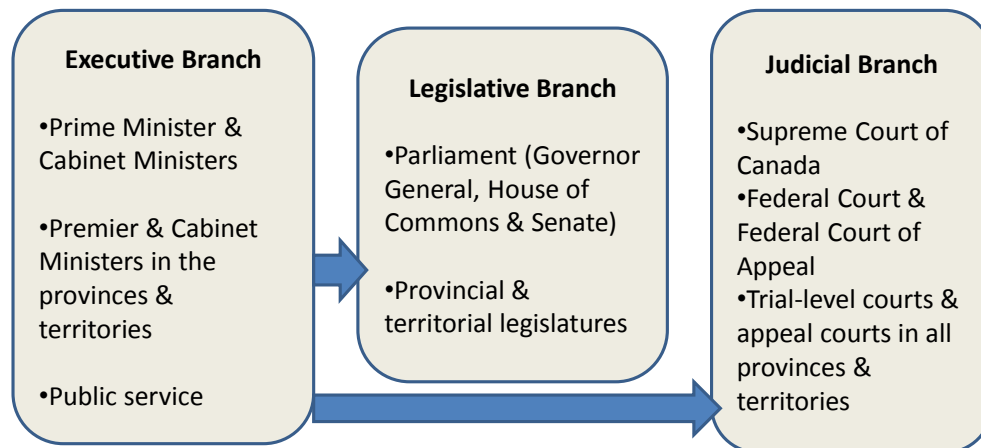 Executive Branch
•Prime Minister &
Cabinet Ministers
•Premier & Cabinet
Ministers in the
provinces &
territories
•Public service
Legislative Branch
•Parliament (Governor
General, House of
Commons & Senate)
•Provincial &
territorial legislatures
Judicial Branch
•Supreme Court of
Canada
•Federal Court &
Federal Court of
Appeal
•Trial-level courts &
appeal courts in all
provinces &
territories